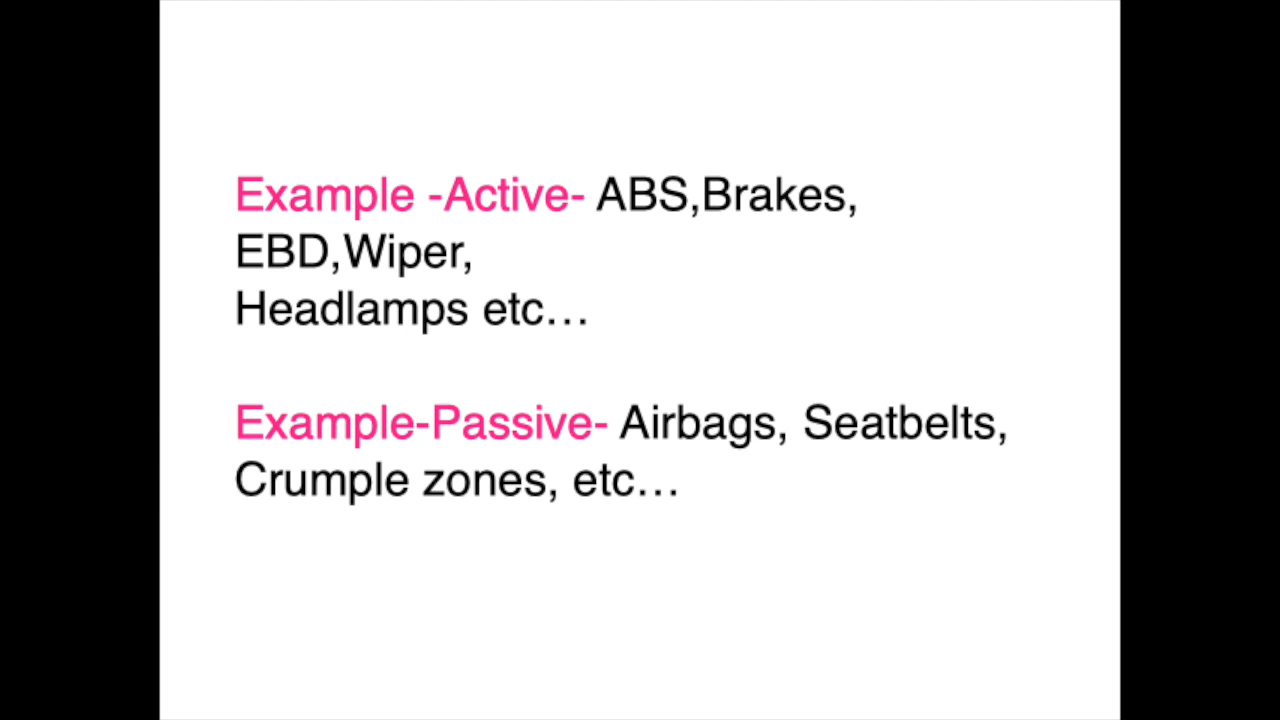 Example -Active- ABS,Brakes,
EBD,Wiper,
Headlamps etc…
Example-Passive- Airbags, Seatbelts,
Crumple zones, etc…